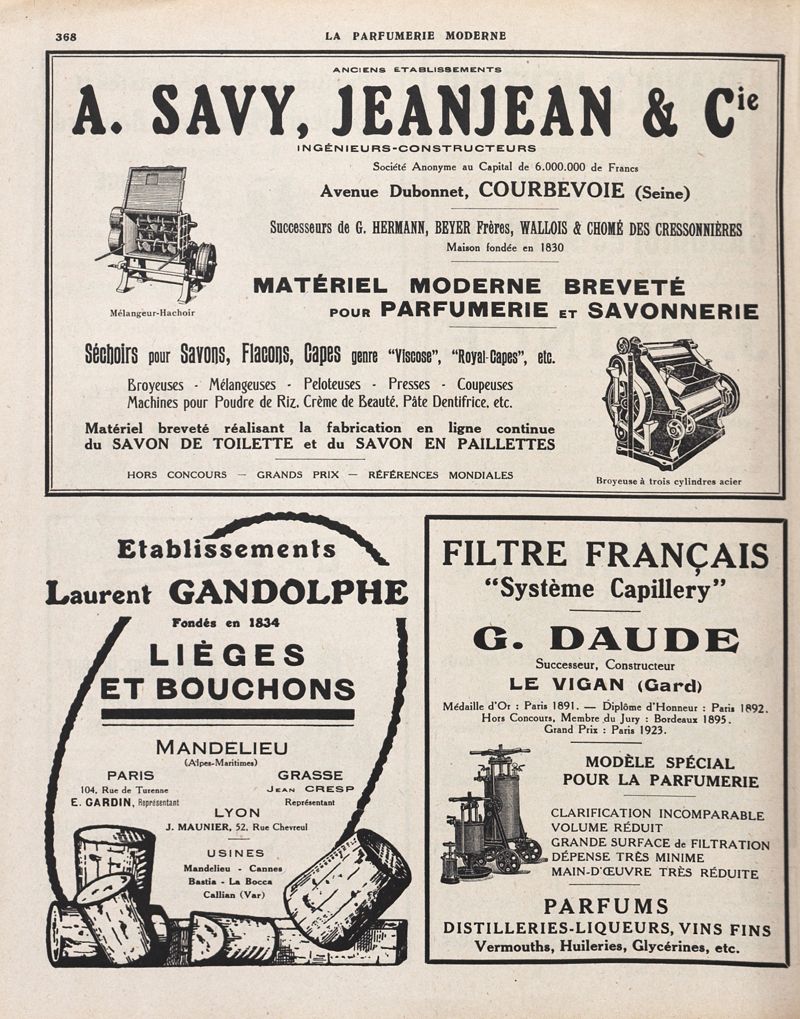 368
LA PARFUMERIE MODERNE
ANCIENS ETABLISSEMENTS
A. SAVY, JEANJEAN & Cie
INGÉNIEURS-CONSTRUCTEURS
Société Anonyme au Capital de 6.000.000 de Francs
Avenue Dubonnet, COURBEVOIE (Seine)
Successeurs de G. HERMANN, BEYER Frères, WALLOIS & CHOMÉ DES CRESSONNIÈRES
Maison fondée en 1830
Mélangeur-Hachoir
MATÉRIEL MODERNE BREVETÉ
POUR PARFUMERIE ET SAVONNERIE
Séchoirs pour Savons, Flacons, Capes genre "Viscose", "Royal-Capes", etc.
Broyeuses - Mélangeuses - Peloteuses - Presses - Coupeuses
Machines pour Poudre de Riz, Crème de Beauté, Pâte Dentifrice, etc.
Matériel breveté réalisant la fabrication en ligne continue
du SAVON DE TOILETTE et du SAVON EN PAILLETTES
HORS CONCOURS — GRANDS PRIX — RÉFÉRENCES MONDIALES
Broyeuse à trois cylindres acier
Etablissements
Laurent GANDOLPHE
Fondés en 1834
LIÈGES
ET BOUCHONS
MANDELIEU
(Alpes-Maritimes)
PARIS
104, Rue de Turenne
E. GARDIN, Représentant
GRASSE
JEAN CRESP
Représentant
LYON
J. MAUNIER, 52, Rue Chevreul
USINES
Mandelieu - Cannes
Bastia - La Bocca
Callian (Var)
FILTRE FRANÇAIS
"Système Capillery"
G. DAUDE
Successeur, Constructeur
LE VIGAN (Gard)
Médaille d'Or : Paris 1891. — Diplôme d'Honneur : Paris 1892.
Hors Concours, Membre du Jury : Bordeaux 1895.
Grand Prix : Paris 1923.
MODÈLE SPÉCIAL
POUR LA PARFUMERIE
CLARIFICATION INCOMPARABLE
VOLUME RÉDUIT
GRANDE SURFACE de FILTRATION
DÉPENSE TRÈS MINIME
MAIN-D'ŒUVRE TRÈS RÉDUITE
PARFUMS
DISTILLERIES-LIQUEURS, VINS FINS
Vermouths, Huileries, Glycérines, etc.